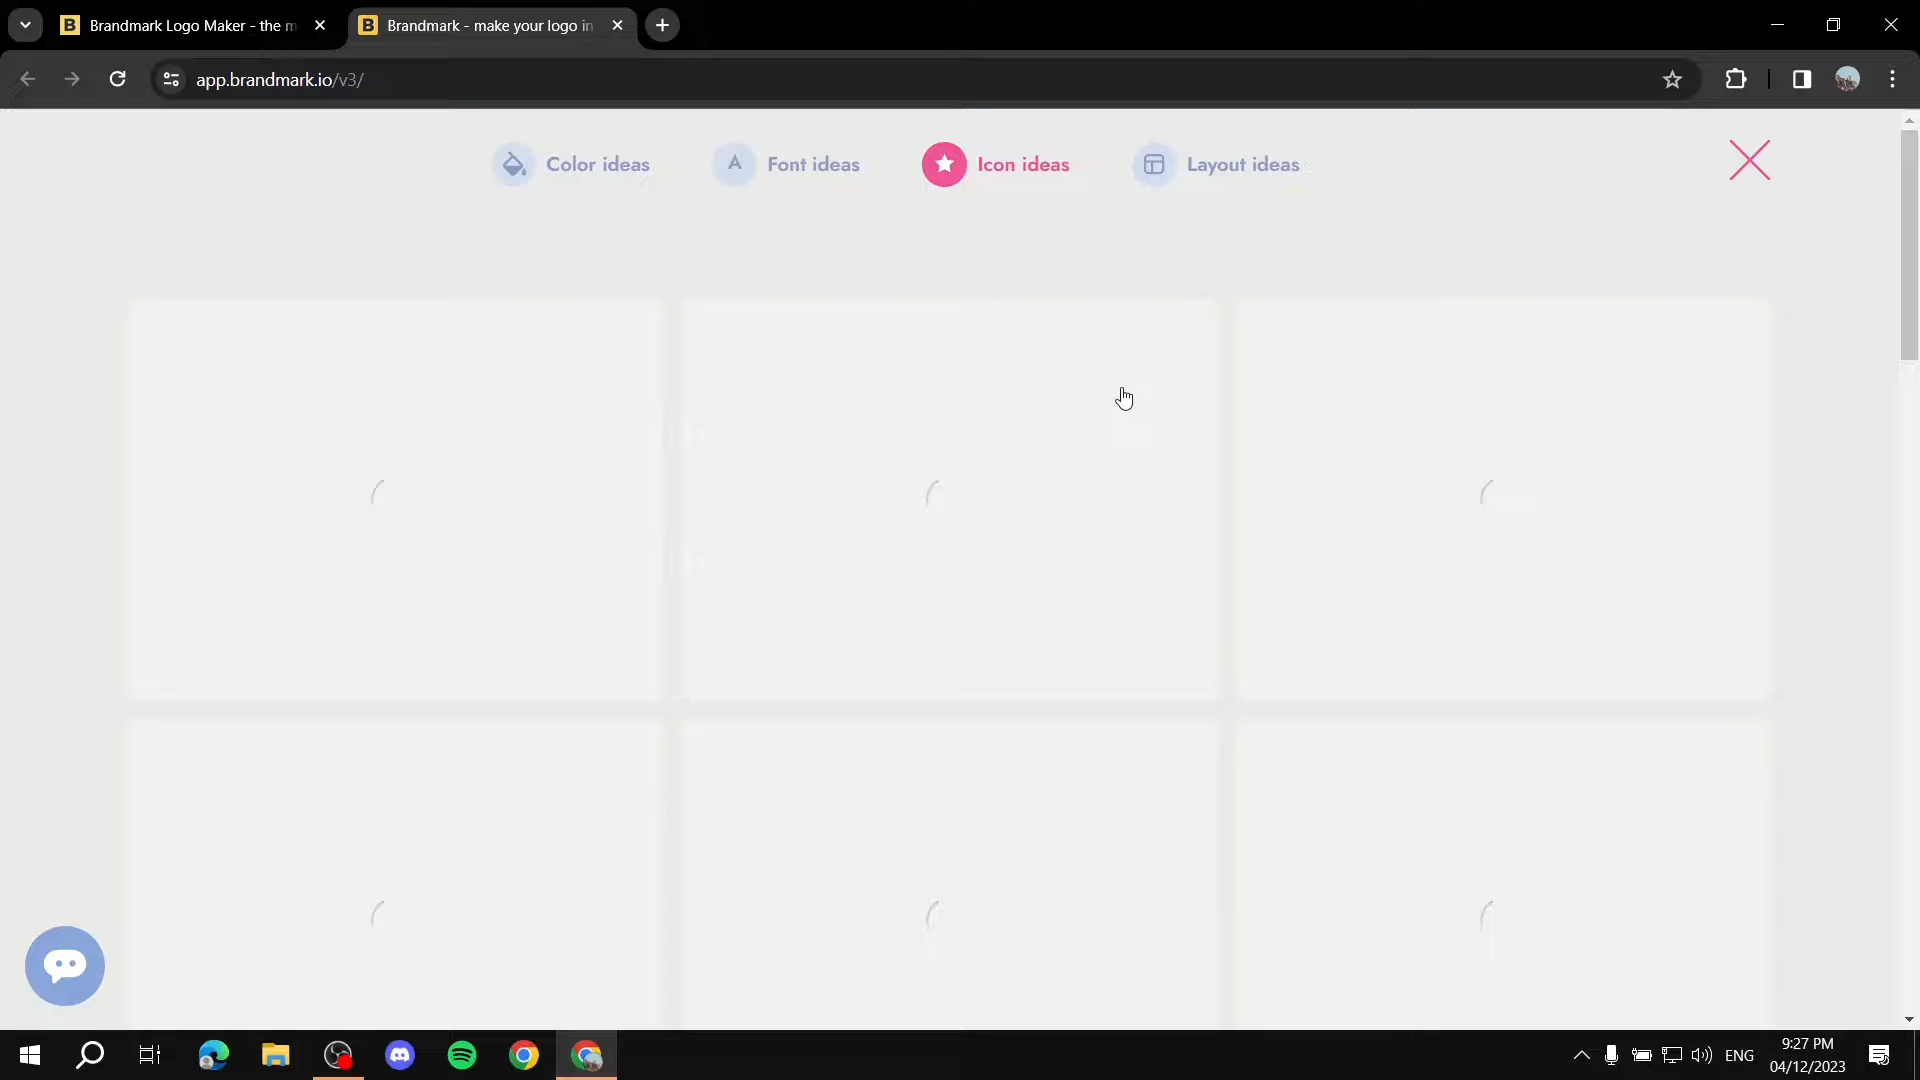 Brandmark Logo Maker - the m
Brandmark - make your logo in
app.brandmark.io/v3/
Color ideas
Font ideas
Icon ideas
Layout ideas
ENG
9:27 PM
04/12/2023